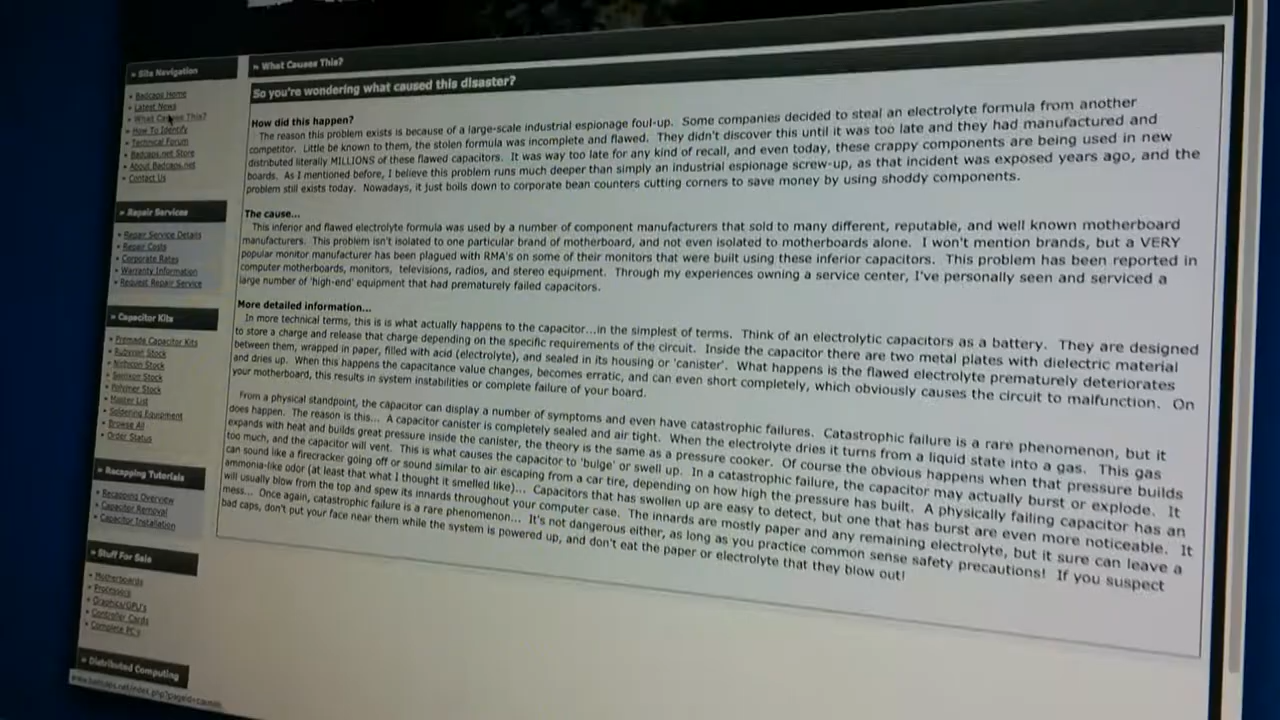 » Site Navigation
• Badcaps Home
• Latest News
• What Causes This?
• How To Identify
• Technical Forum
• Badcaps.net Store
• About Badcaps.net
• Contact Us
» Repair Services
• Repair Service Details
• Repair Costs
• Corporate Rates
• Warranty Information
• Request Repair Service
» Capacitor Kits
• Premade Capacitor Kits
• Rubycon Stock
• Nichicon Stock
• Samxon Stock
• Polymer Stock
• Master List
• Soldering Equipment
• Browse All
• Order Status
» Recapping Tutorials
• Recapping Overview
• Capacitor Removal
• Capacitor Installation
» Stuff For Sale
• Motherboards
• Processors
• Graphics/GPU's
• Controller Cards
• Complete PC's
» Distributed Computing
» What Causes This?
So you're wondering what caused this disaster?
How did this happen?
The reason this problem exists is because of a large-scale industrial espionage foul-up. Some companies decided to steal an electrolyte formula from another
competitor. Little be known to them, the stolen formula was incomplete and flawed. They didn't discover this until it was too late and they had manufactured and
distributed literally MILLIONS of these flawed capacitors. It was way too late for any kind of recall, and even today, these crappy components are being used in new
boards. As I mentioned before, I believe this problem runs much deeper than simply an industrial espionage screw-up, as that incident was exposed years ago, and the
problem still exists today. Nowadays, it just boils down to corporate bean counters cutting corners to save money by using shoddy components.
The cause...
This inferior and flawed electrolyte formula was used by a number of component manufacturers that sold to many different, reputable, and well known motherboard
manufacturers. This problem isn't isolated to one particular brand of motherboard, and not even isolated to motherboards alone. I won't mention brands, but a VERY
popular monitor manufacturer has been plagued with RMA's on some of their monitors that were built using these inferior capacitors. This problem has been reported in
computer motherboards, monitors, televisions, radios, and stereo equipment. Through my experiences owning a service center, I've personally seen and serviced a
large number of 'high-end' equipment that had prematurely failed capacitors.
More detailed information...
In more technical terms, this is is what actually happens to the capacitor...in the simplest of terms. Think of an electrolytic capacitors as a battery. They are designed
to store a charge and release that charge depending on the specific requirements of the circuit. Inside the capacitor there are two metal plates with dielectric material
between them, wrapped in paper, filled with acid (electrolyte), and sealed in its housing or 'canister'. What happens is the flawed electrolyte prematurely deteriorates
and dries up. When this happens the capacitance value changes, becomes erratic, and can even short completely, which obviously causes the circuit to malfunction. On
your motherboard, this results in system instabilities or complete failure of your board.
From a physical standpoint, the capacitor can display a number of symptoms and even have catastrophic failures. Catastrophic failure is a rare phenomenon, but it
does happen. The reason is this... A capacitor canister is completely sealed and air tight. When the electrolyte dries it turns from a liquid state into a gas. This gas
expands with heat and builds great pressure inside the canister, the theory is the same as a pressure cooker. Of course the obvious happens when that pressure builds
too much, and the capacitor will vent. This is what causes the capacitor to 'bulge' or swell up. In a catastrophic failure, the capacitor may actually burst or explode. It
can sound like a firecracker going off or sound similar to air escaping from a car tire, depending on how high the pressure has built. A physically failing capacitor has an
ammonia-like odor (at least that what I thought it smelled like)... Capacitors that has swollen up are easy to detect, but one that has burst are even more noticeable. It
will usually blow from the top and spew its innards throughout your computer case. The innards are mostly paper and any remaining electrolyte, but it sure can leave a
mess... Once again, catastrophic failure is a rare phenomenon... It's not dangerous either, as long as you practice common sense safety precautions! If you suspect
bad caps, don't put your face near them while the system is powered up, and don't eat the paper or electrolyte that they blow out!